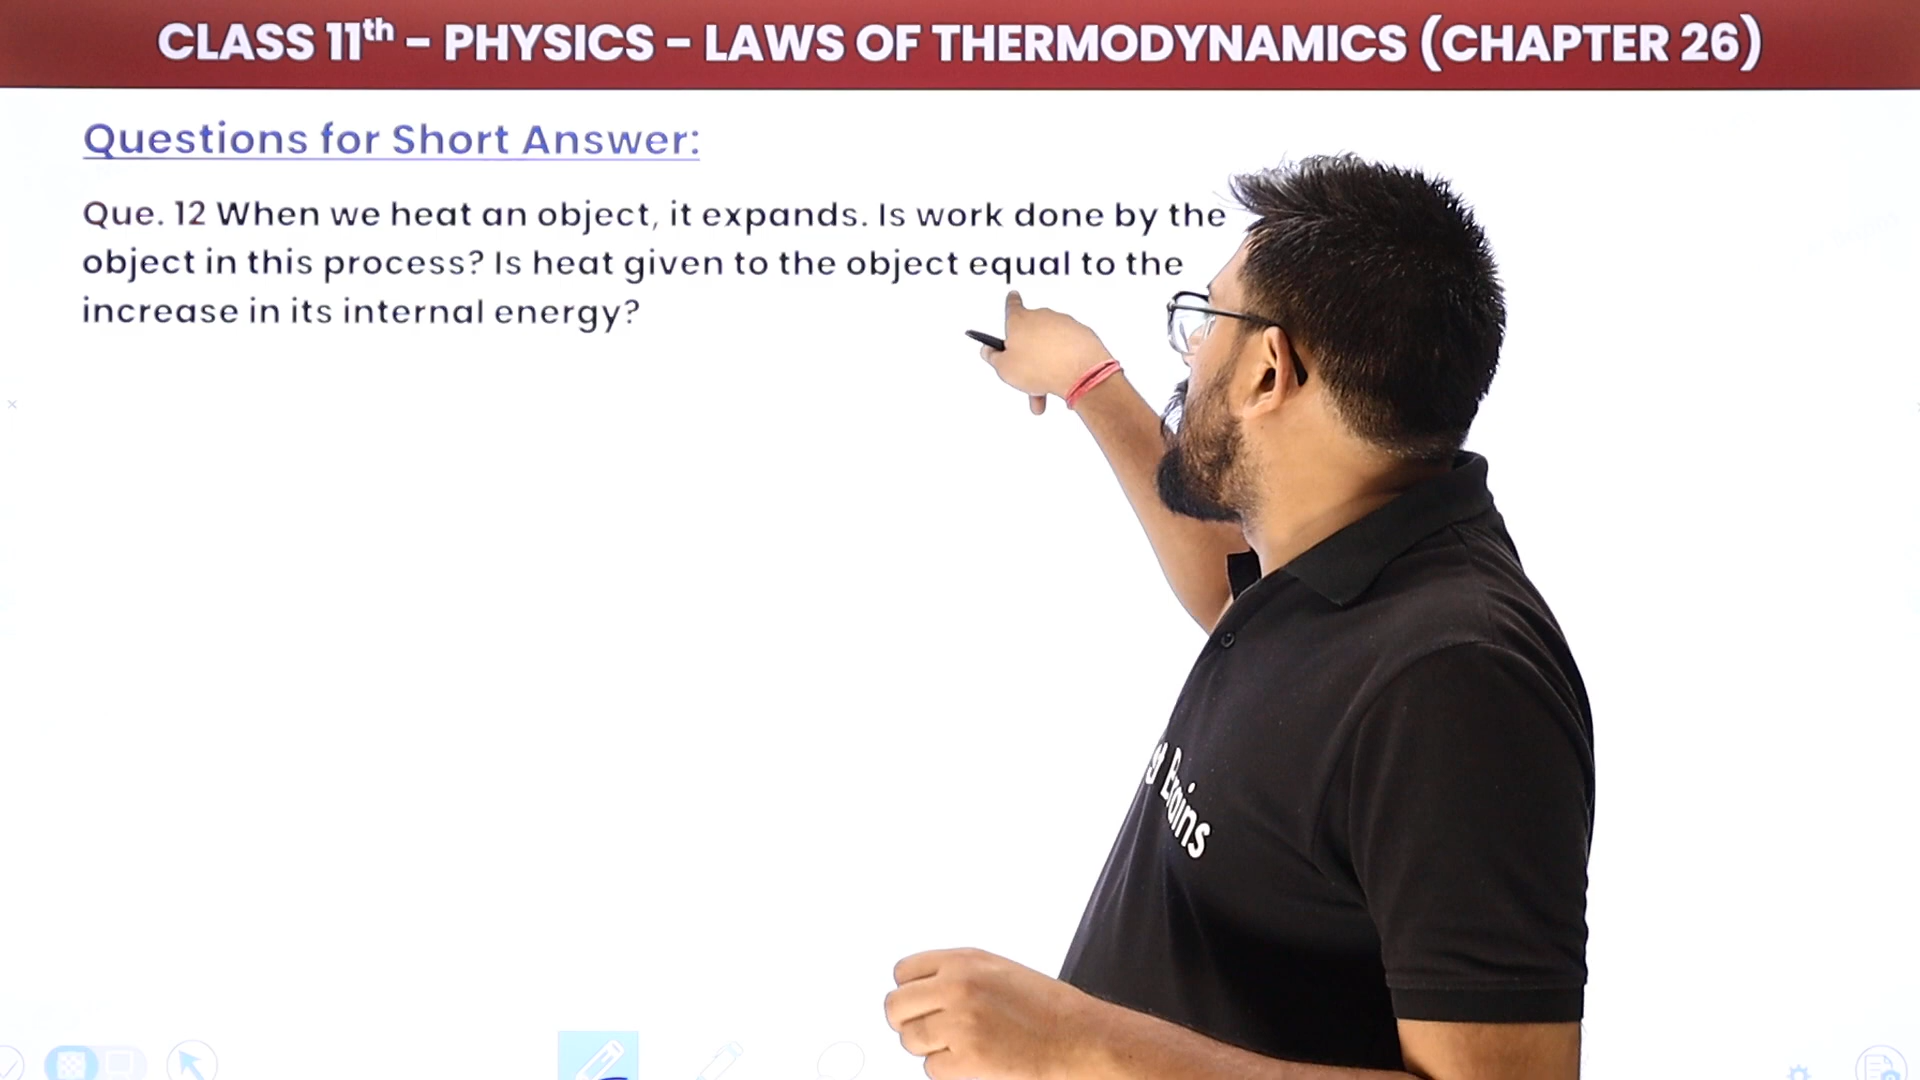 CLASS 11th - PHYSICS - LAWS OF THERMODYNAMICS (CHAPTER 26)
Questions for Short Answer:
Que. 12 When we heat an object, it expands. Is work done by the
object in this process? Is heat given to the object equal to the
increase in its internal energy?
Brains